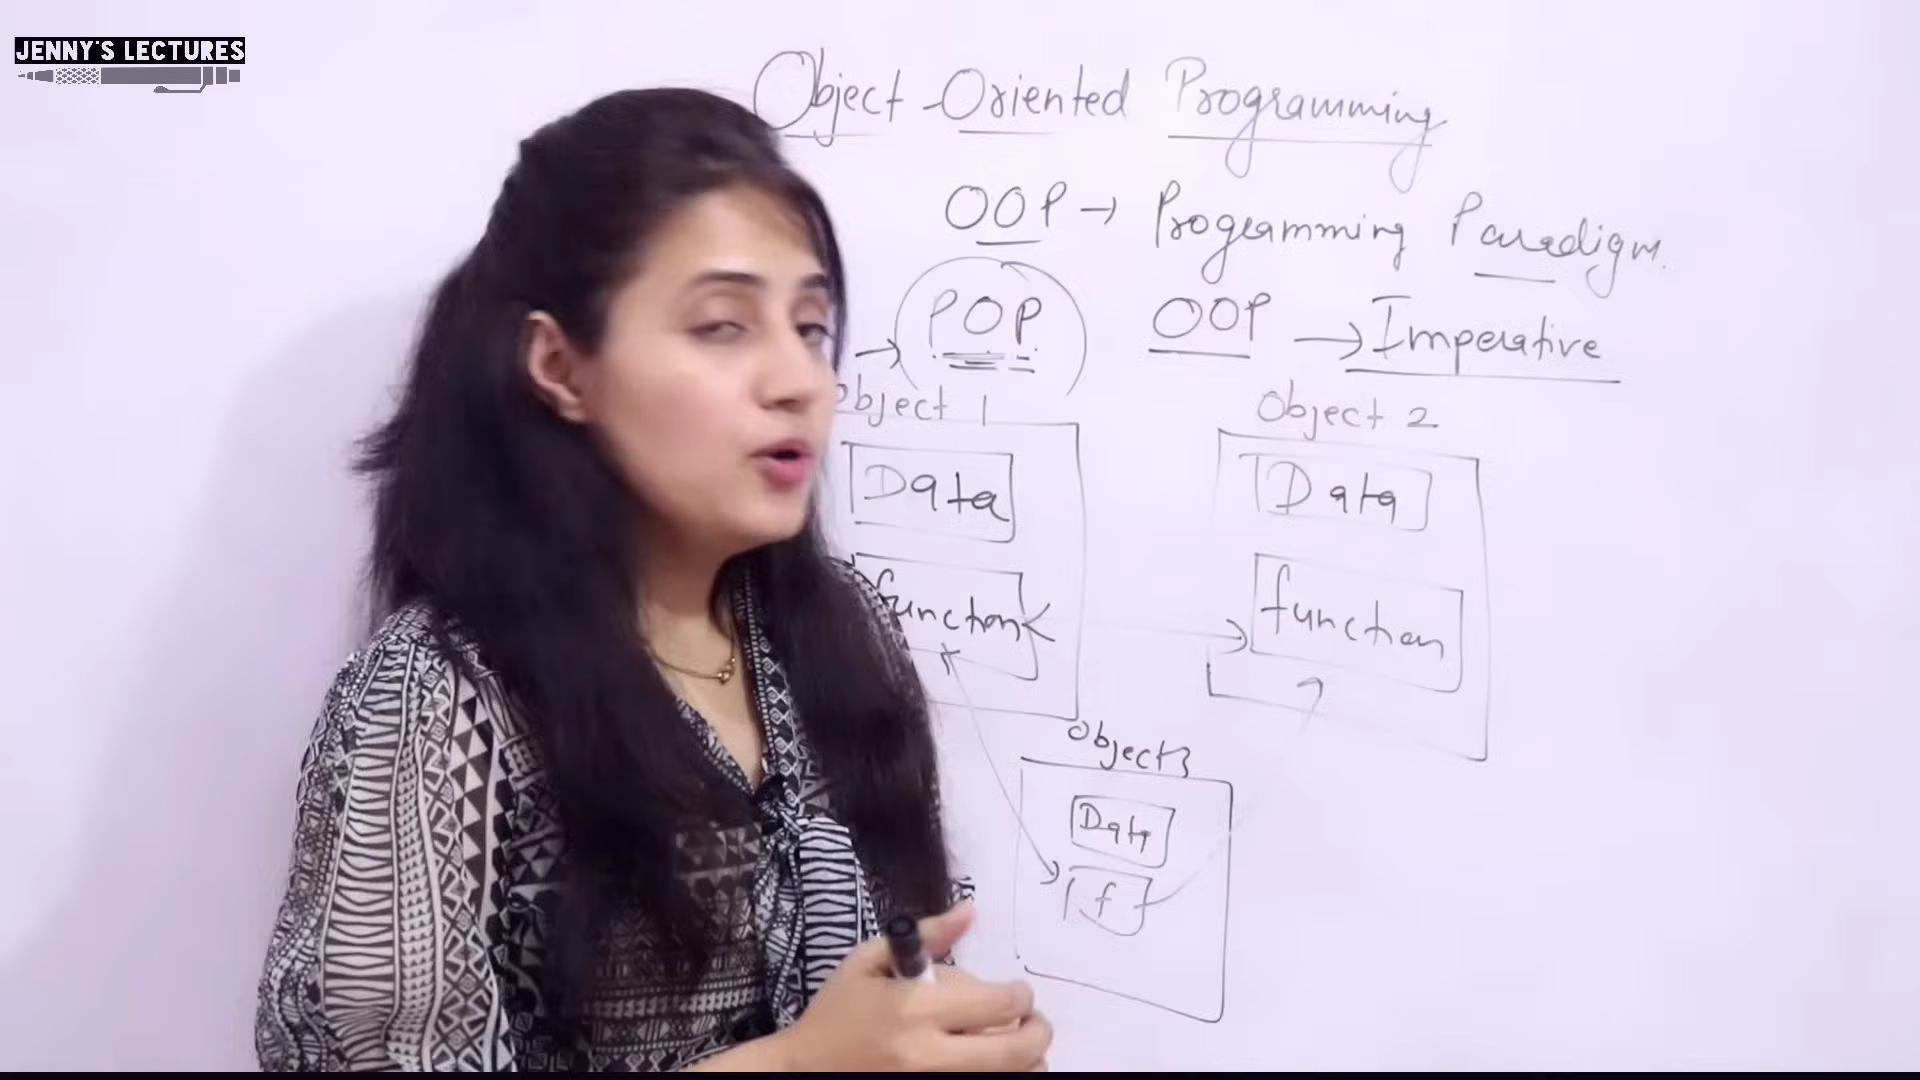 JENNY'S LECTURES
Object-Oriented Programming
OOP → Programming Paradigm.
→ POP OOP → Imperative
Object 1
Data
function
Object 2
Data
function
Object3
Data
f